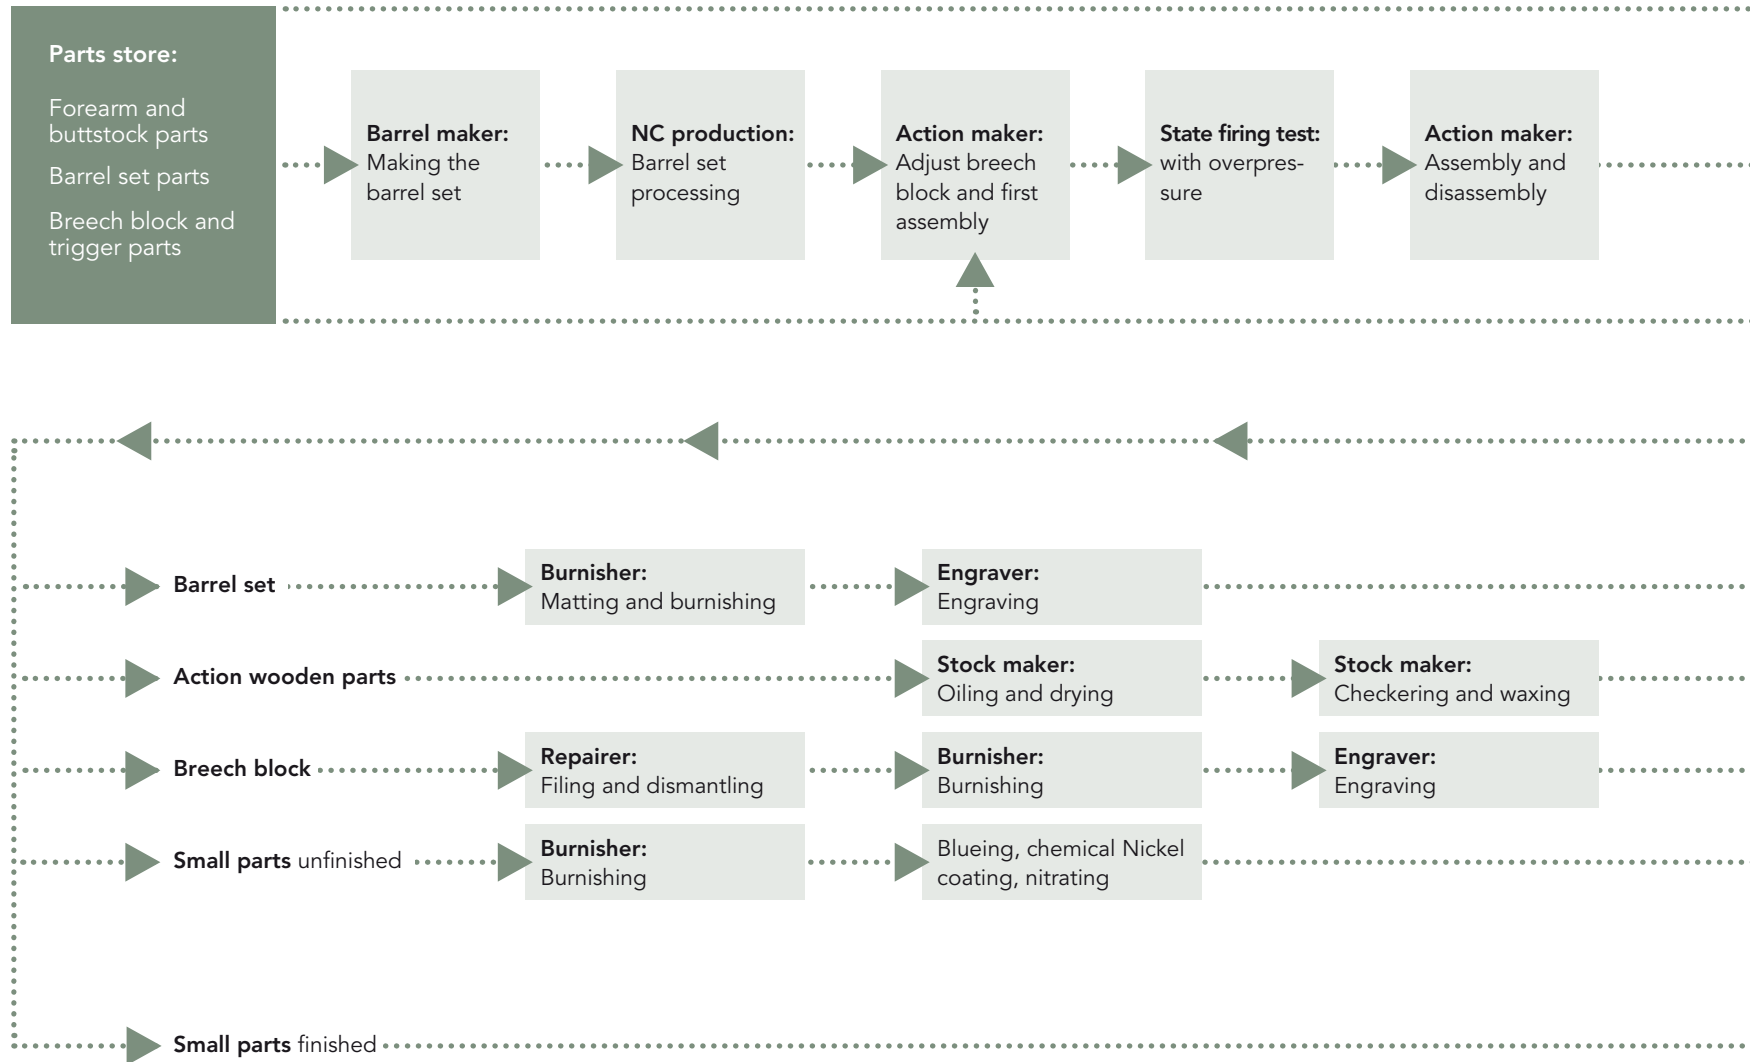 Parts store:
Forearm and
buttstock parts
Barrel set parts
Breech block and
trigger parts
Barrel maker:
Making the
barrel set
NC production:
Barrel set
processing
Action maker:
Adjust breech
block and first
assembly
State firing test:
with overpres-
sure
Action maker:
Assembly and
disassembly
Barrel set
Burnisher:
Matting and burnishing
Engraver:
Engraving
Action wooden parts
Stock maker:
Oiling and drying
Stock maker:
Checkering and waxing
Breech block
Repairer:
Filing and dismantling
Burnisher:
Burnishing
Engraver:
Engraving
Small parts unfinished
Burnisher:
Burnishing
Blueing, chemical Nickel
coating, nitrating
Small parts finished